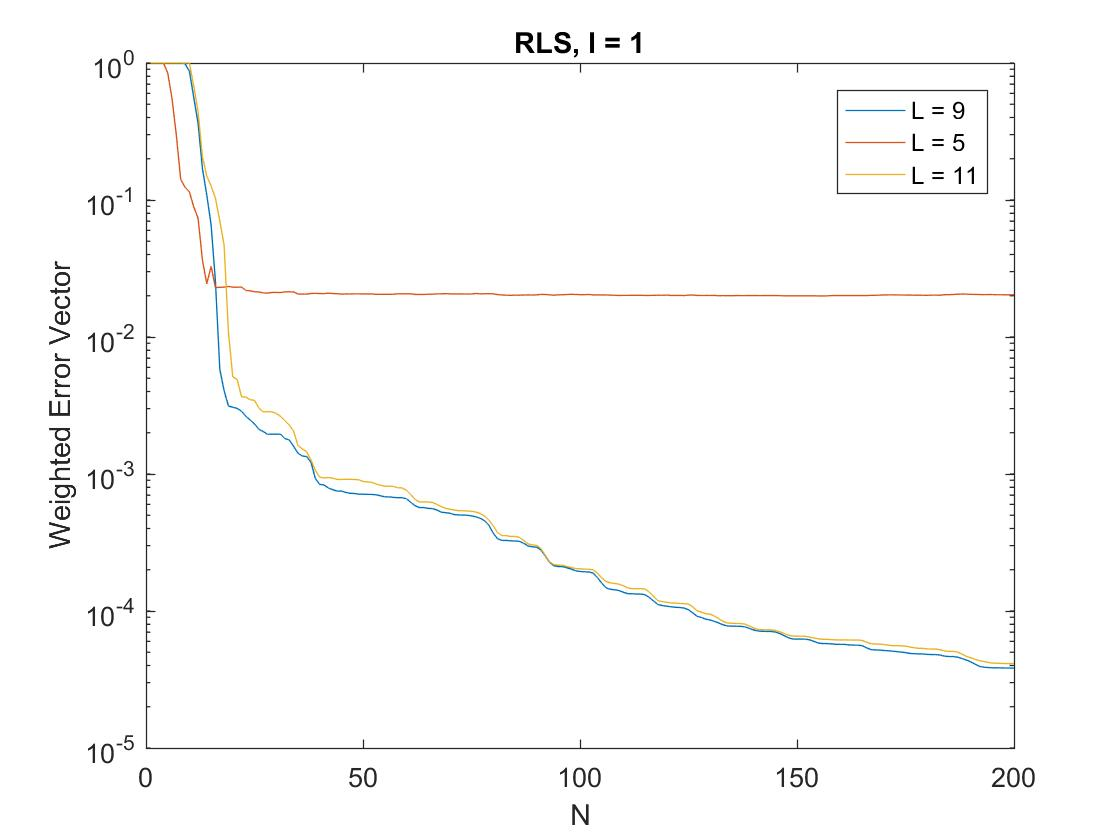 RLS, l = 1
10^0
10^-1
10^-2
10^-3
10^-4
10^-5
Weighted Error Vector
L = 9
L = 5
L = 11
0 50 100 150 200
N